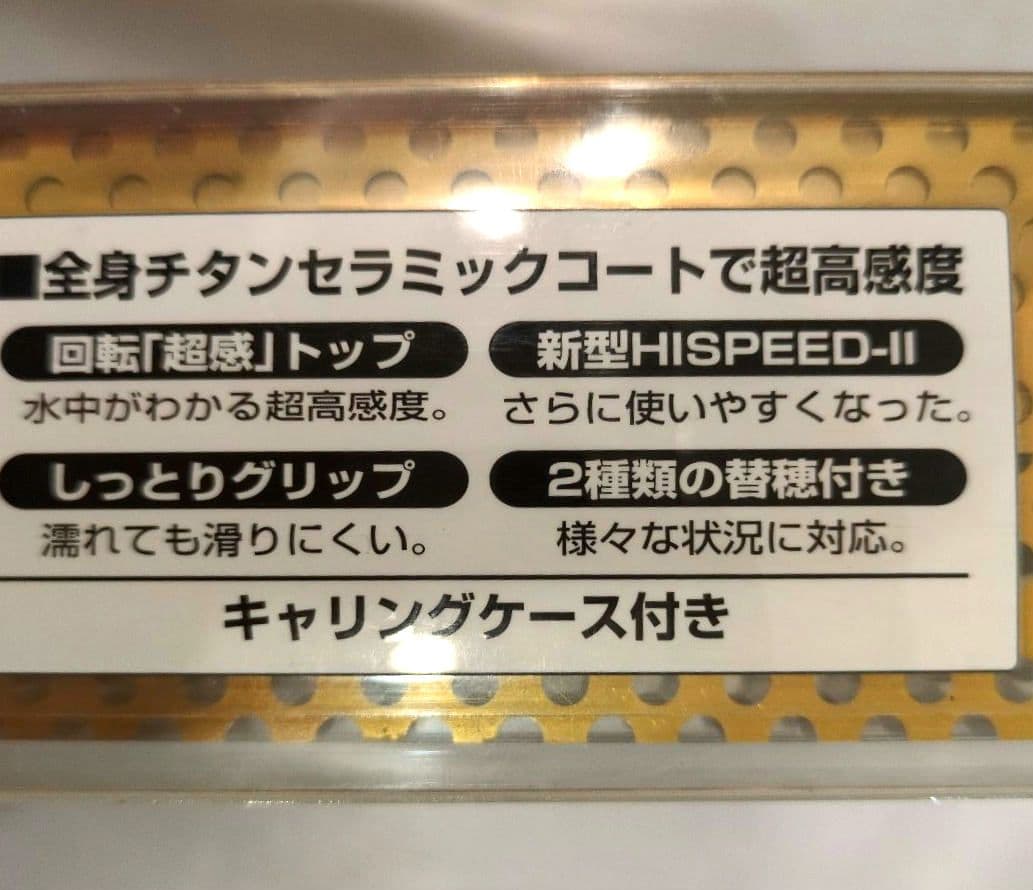 ■全身チタンセラミックコートで超高感度
回転「超感」トップ
水中がわかる超高感度。
新型HISPEED-II
さらに使いやすくなった。
しっとりグリップ
濡れても滑りにくい。
2種類の替穂付き
様々な状況に対応。
キャリングケース付き